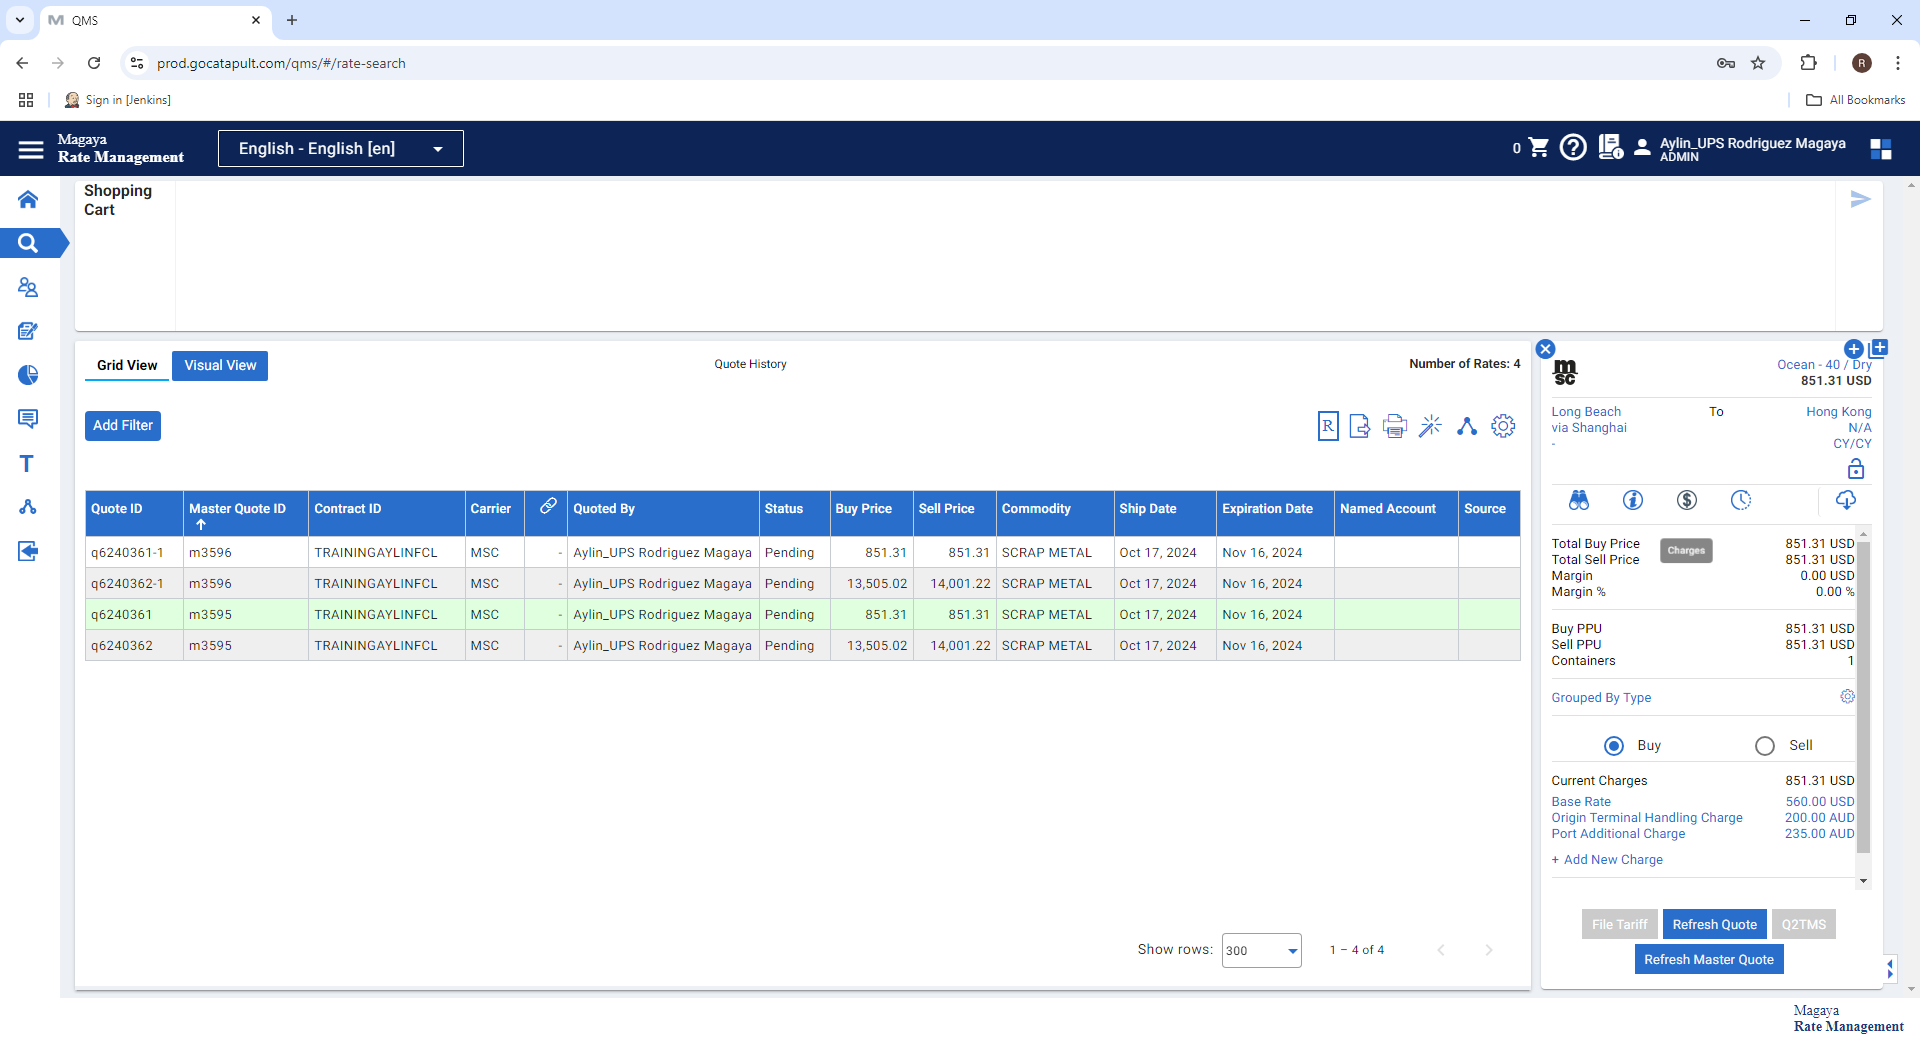 QMS
prod.gocatapult.com/qms/#/rate-search
R
Sign in [Jenkins]
All Bookmarks
Magaya
Rate Management
English - English [en]
0
Aylin_UPS Rodriguez Magaya
ADMIN
Shopping
Cart
Grid View
Visual View
Quote History
Number of Rates: 4
Add Filter
R
Quote ID Master Quote ID Contract ID Carrier Quoted By Status Buy Price Sell Price Commodity Ship Date Expiration Date Named Account Source
q6240361-1 m3596 TRAININGAYLINFCL MSC - Aylin_UPS Rodriguez Magaya Pending 851.31 851.31 SCRAP METAL Oct 17, 2024 Nov 16, 2024
q6240362-1 m3596 TRAININGAYLINFCL MSC - Aylin_UPS Rodriguez Magaya Pending 13,505.02 14,001.22 SCRAP METAL Oct 17, 2024 Nov 16, 2024
q6240361 m3595 TRAININGAYLINFCL MSC - Aylin_UPS Rodriguez Magaya Pending 851.31 851.31 SCRAP METAL Oct 17, 2024 Nov 16, 2024
q6240362 m3595 TRAININGAYLINFCL MSC - Aylin_UPS Rodriguez Magaya Pending 13,505.02 14,001.22 SCRAP METAL Oct 17, 2024 Nov 16, 2024
Show rows: 300 1 – 4 of 4
msc
Ocean - 40 / Dry
851.31 USD
Long Beach To Hong Kong
via Shanghai N/A
- CY/CY
Total Buy Price 851.31 USD
Charges
Total Sell Price 851.31 USD
Margin 0.00 USD
Margin % 0.00 %
Buy PPU 851.31 USD
Sell PPU 851.31 USD
Containers 1
Grouped By Type
Buy Sell
Current Charges 851.31 USD
Base Rate 560.00 USD
Origin Terminal Handling Charge 200.00 AUD
Port Additional Charge 235.00 AUD
+ Add New Charge
File Tariff Refresh Quote Q2TMS
Refresh Master Quote
Magaya
Rate Management